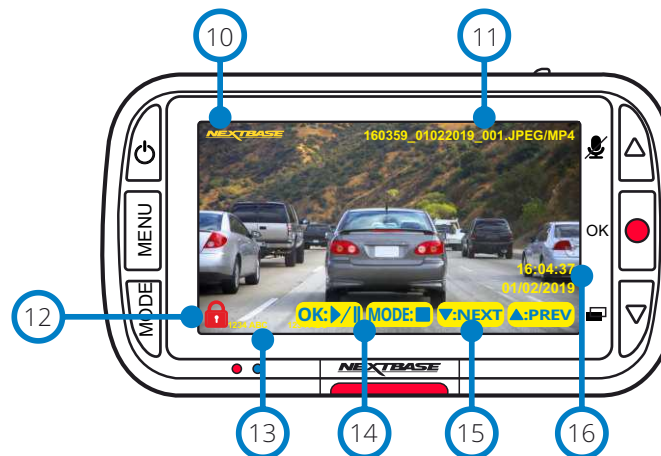 10
11
NEXTBASE
160359_01022019_001.JPEG/MP4
MENU
OK
16:04:37
01/02/2019
MODE
12
OK:▶/II
MODE:■
▼:NEXT
▲:PREV
NEXTBASE
13
14
15
16